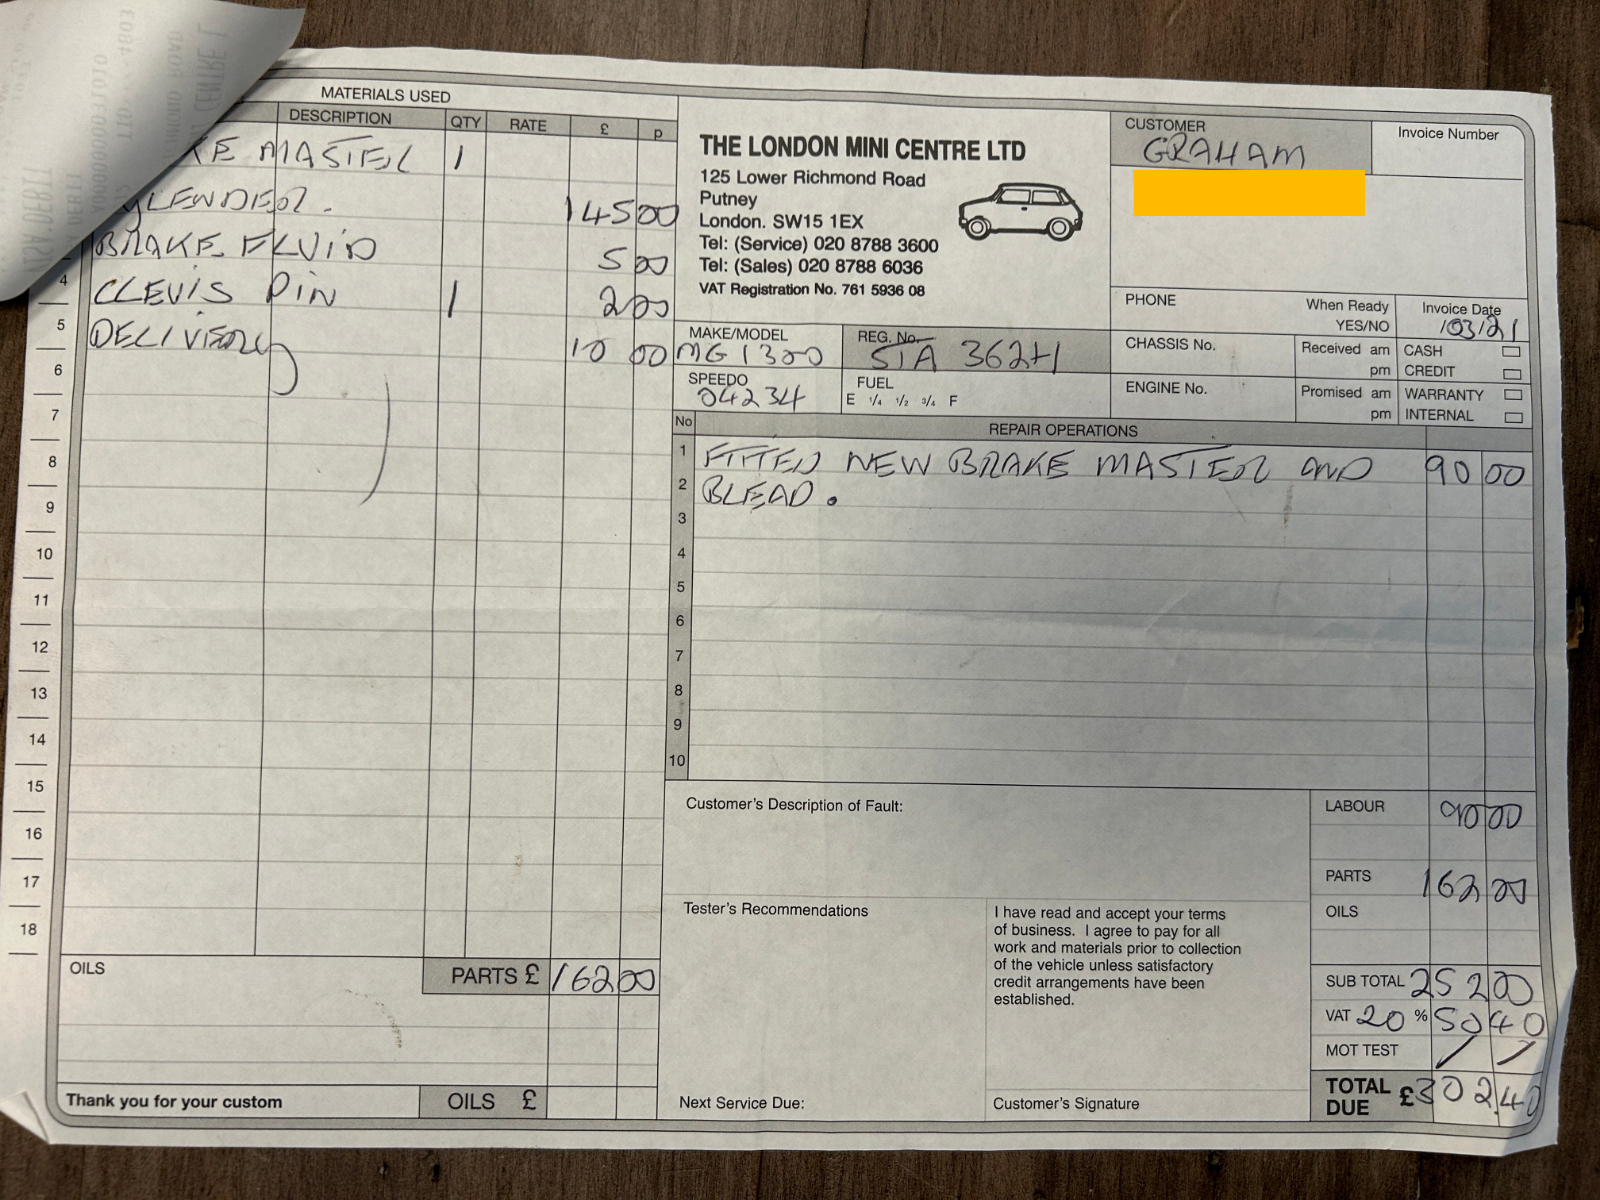 MATERIALS USED
DESCRIPTION QTY RATE £ p
KE MASTER 1
YLENDER. 145 00
BRAKE FLUID 5 00
4 CLEVIS PIN 1 2 00
5 DELIVERY 10 00
6
7
8
9
10
11
12
13
14
15
16
17
18
OILS PARTS £ 162 00
Thank you for your custom OILS £
THE LONDON MINI CENTRE LTD
125 Lower Richmond Road
Putney
London. SW15 1EX
Tel: (Service) 020 8788 3600
Tel: (Sales) 020 8788 6036
VAT Registration No. 761 5936 08
CUSTOMER
GRAHAM
Invoice Number
PHONE
When Ready
YES/NO
Invoice Date
/03/21
MAKE/MODEL
MG 1300
REG. No.
362H
CHASSIS No.
Received am
pm
CASH
CREDIT
SPEEDO
04234
FUEL
E 1/4 1/2 3/4 F
ENGINE No.
Promised am
pm
WARRANTY
INTERNAL
No REPAIR OPERATIONS
1 FITTED NEW BRAKE MASTER AND 90 00
2 BLEAD.
3
4
5
6
7
8
9
10
Customer's Description of Fault:
Tester's Recommendations
Next Service Due:
I have read and accept your terms
of business. I agree to pay for all
work and materials prior to collection
of the vehicle unless satisfactory
credit arrangements have been
established.
Customer's Signature
LABOUR 90 00
PARTS 162 00
OILS
SUB TOTAL 252 00
VAT 20 % 50 40
MOT TEST / /
TOTAL DUE £ 302 40